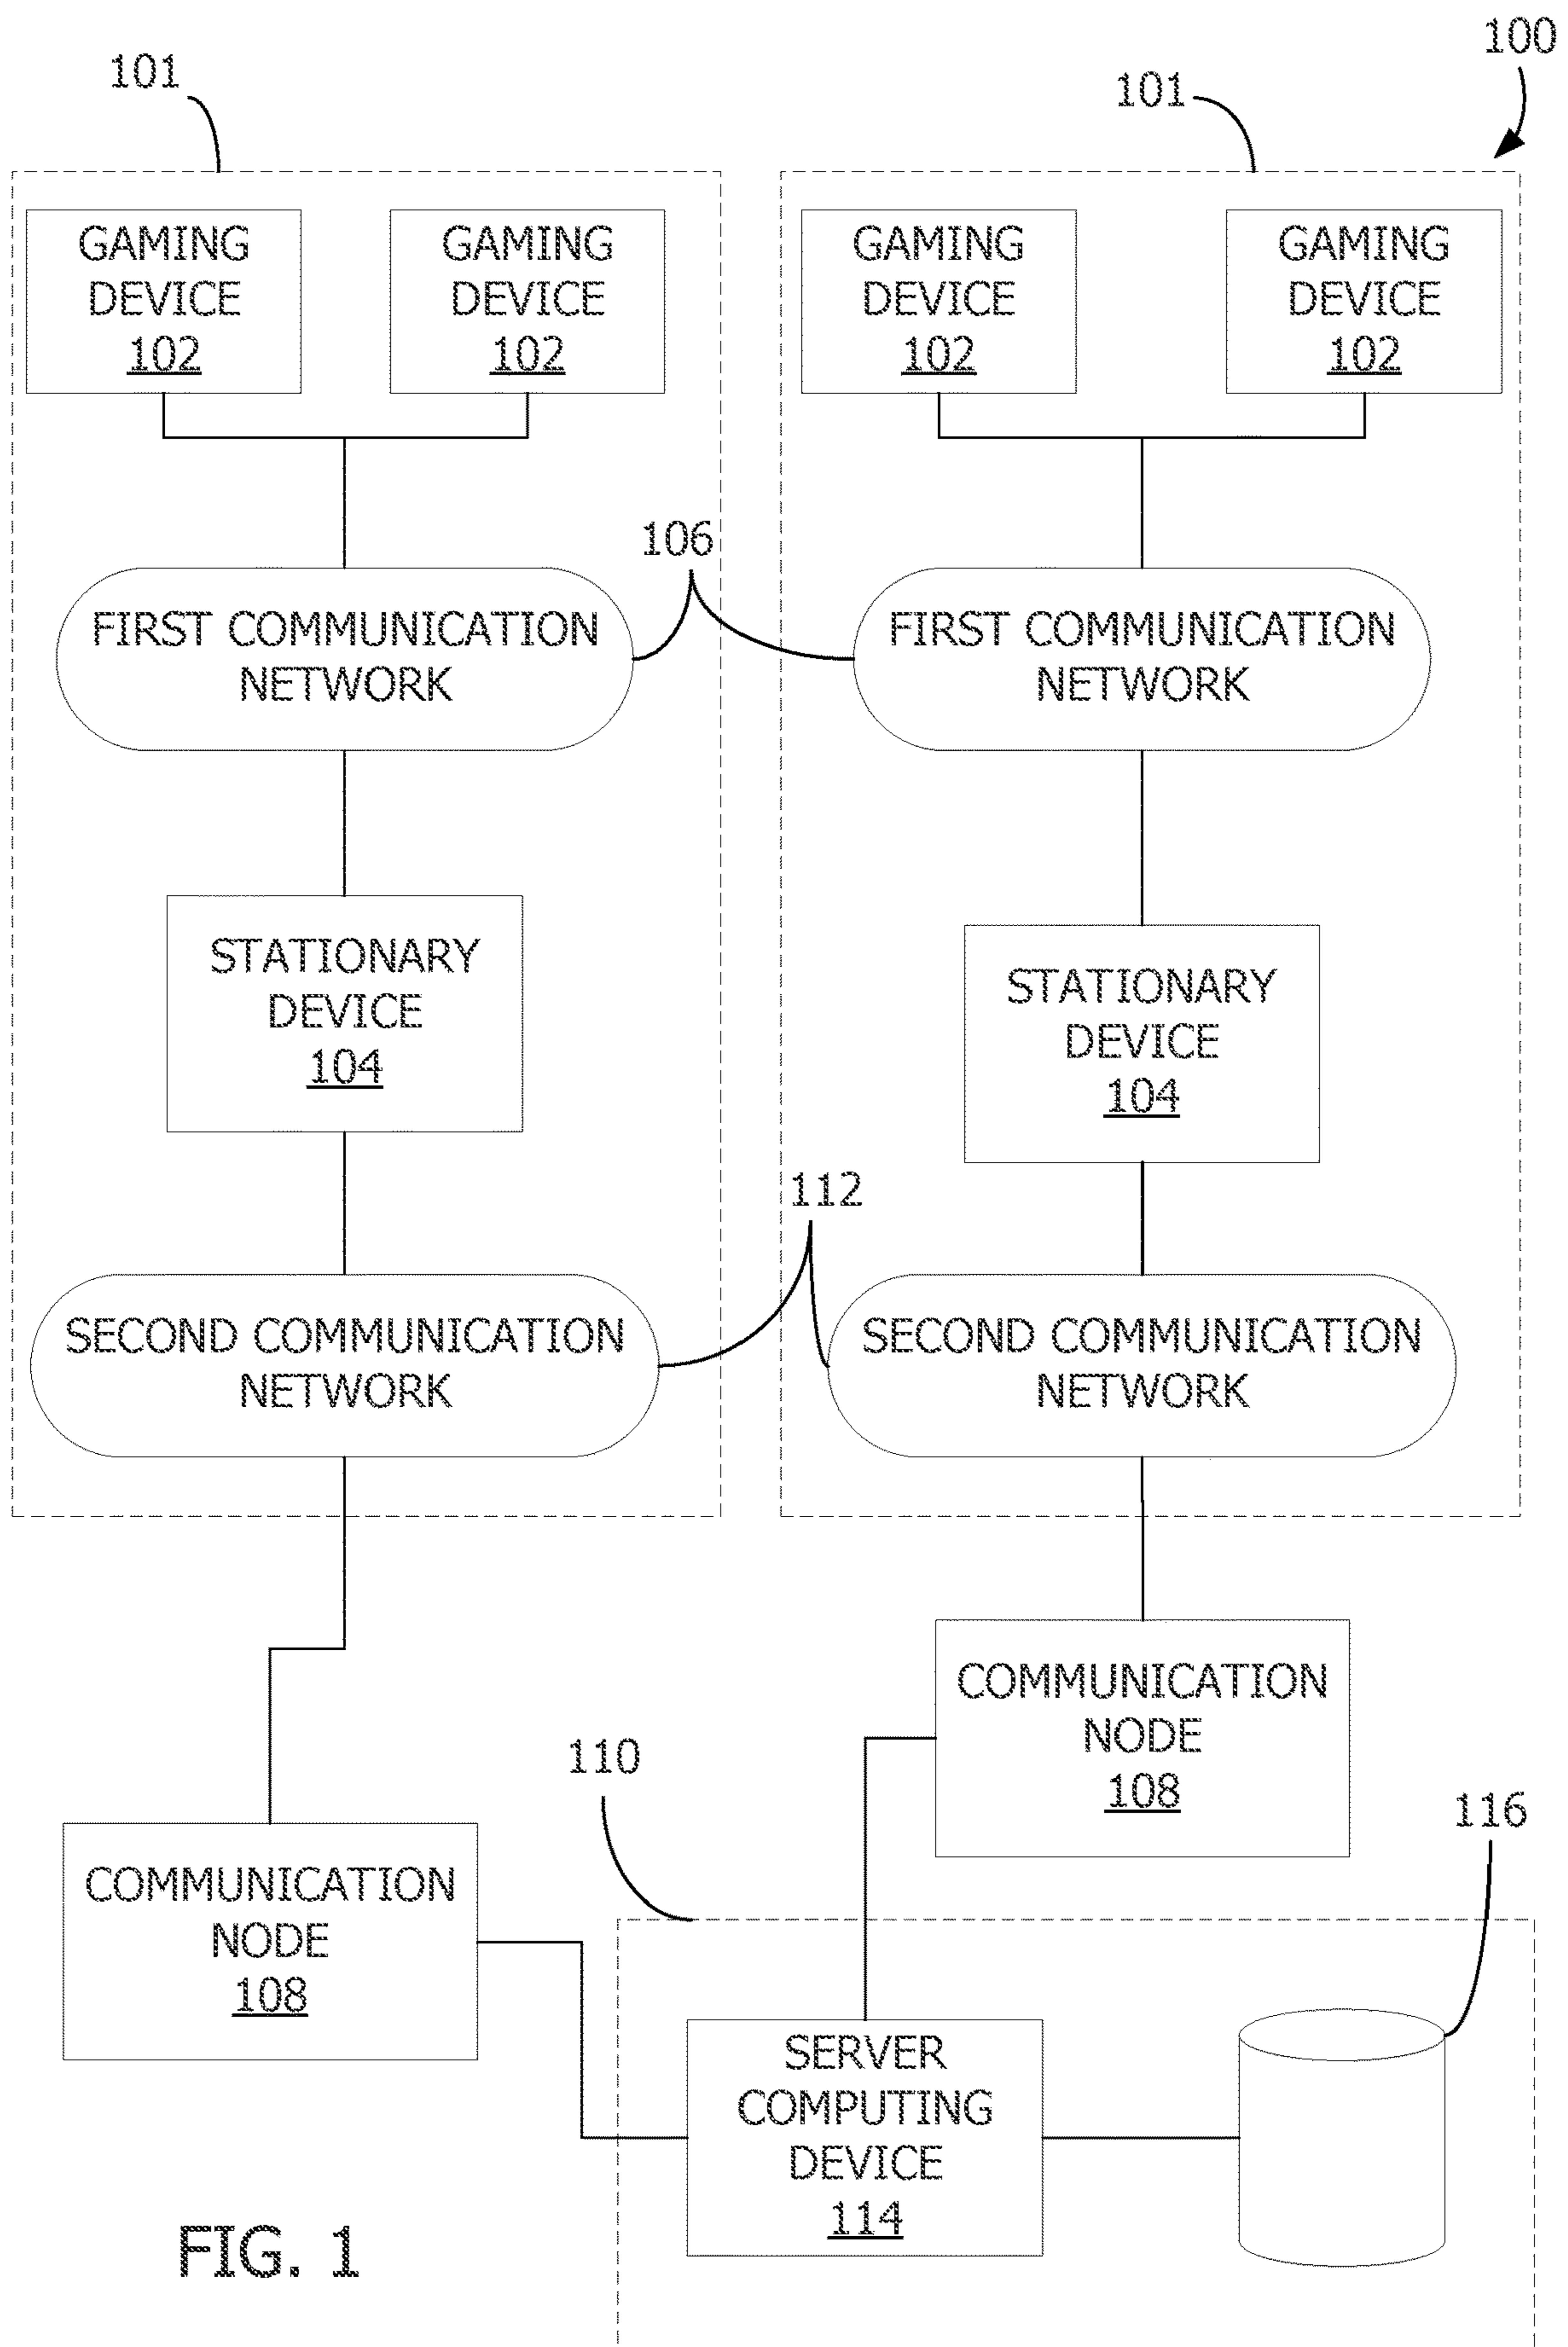 100
101
101
GAMING
DEVICE
102
GAMING
DEVICE
102
GAMING
DEVICE
102
GAMING
DEVICE
102
106
FIRST COMMUNICATION
NETWORK
FIRST COMMUNICATION
NETWORK
STATIONARY
DEVICE
104
STATIONARY
DEVICE
104
112
SECOND COMMUNICATION
NETWORK
SECOND COMMUNICATION
NETWORK
COMMUNICATION
NODE
108
110
116
COMMUNICATION
NODE
108
SERVER
COMPUTING
DEVICE
114
FIG. 1